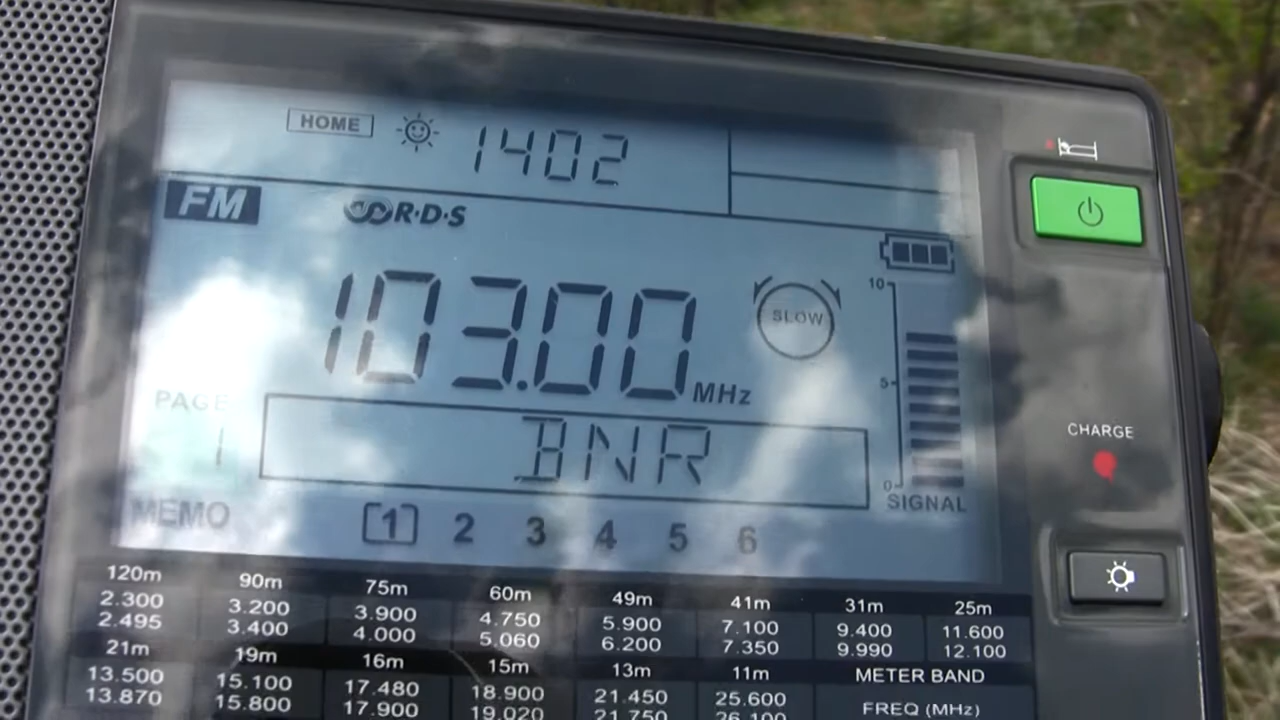 HOME 1402
FM R·D·S
103.00 MHz
SLOW
10
5
0
SIGNAL
PAGE
1
BNR
MEMO
[1] 2 3 4 5 6
CHARGE
120m 90m 75m 60m 49m 41m 31m 25m
2.300 3.200 3.900 4.750 5.900 7.100 9.400 11.600
2.495 3.400 4.000 5.060 6.200 7.350 9.990 12.100
21m 19m 16m 15m 13m 11m METER BAND
13.500 15.100 17.480 18.900 21.450 25.600 FREQ (MHz)
13.870 15.800 17.900 19.020 21.750 26.100